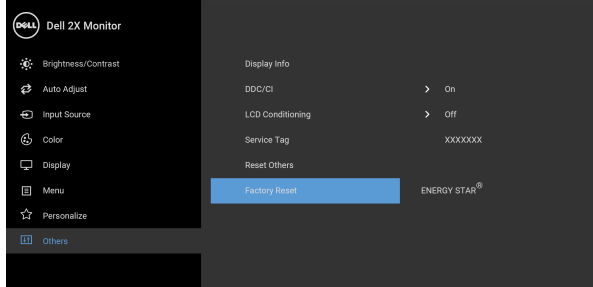 DELL Dell 2X Monitor
Brightness/Contrast
Auto Adjust
Input Source
Color
Display
Menu
Personalize
Others
Display Info
DDC/CI > On
LCD Conditioning > Off
Service Tag XXXXXXX
Reset Others
Factory Reset ENERGY STAR®